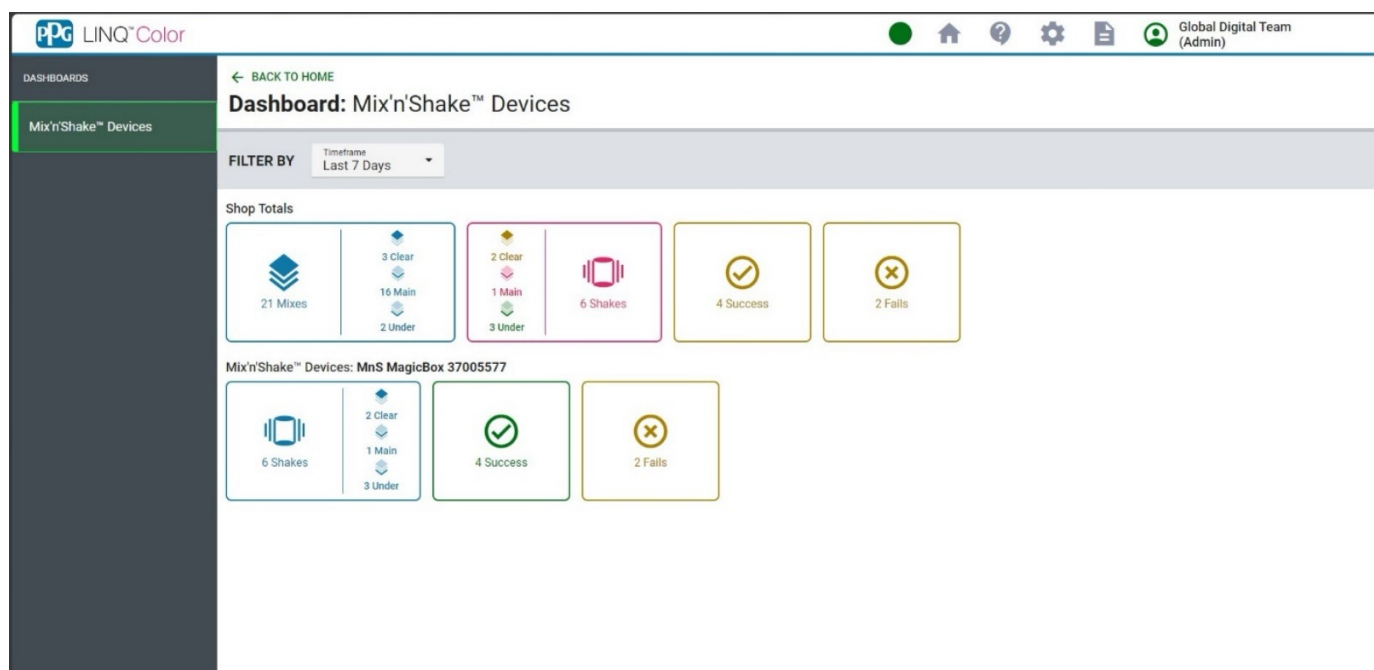 PPG LINQ™Color
Global Digital Team
(Admin)
DASHBOARDS
Mix'n'Shake™ Devices
← BACK TO HOME
Dashboard: Mix'n'Shake™ Devices
FILTER BY
Timeframe
Last 7 Days
Shop Totals
21 Mixes
3 Clear
16 Main
2 Under
2 Clear
1 Main
3 Under
6 Shakes
4 Success
2 Fails
Mix'n'Shake™ Devices: MnS MagicBox 37005577
6 Shakes
2 Clear
1 Main
3 Under
4 Success
2 Fails